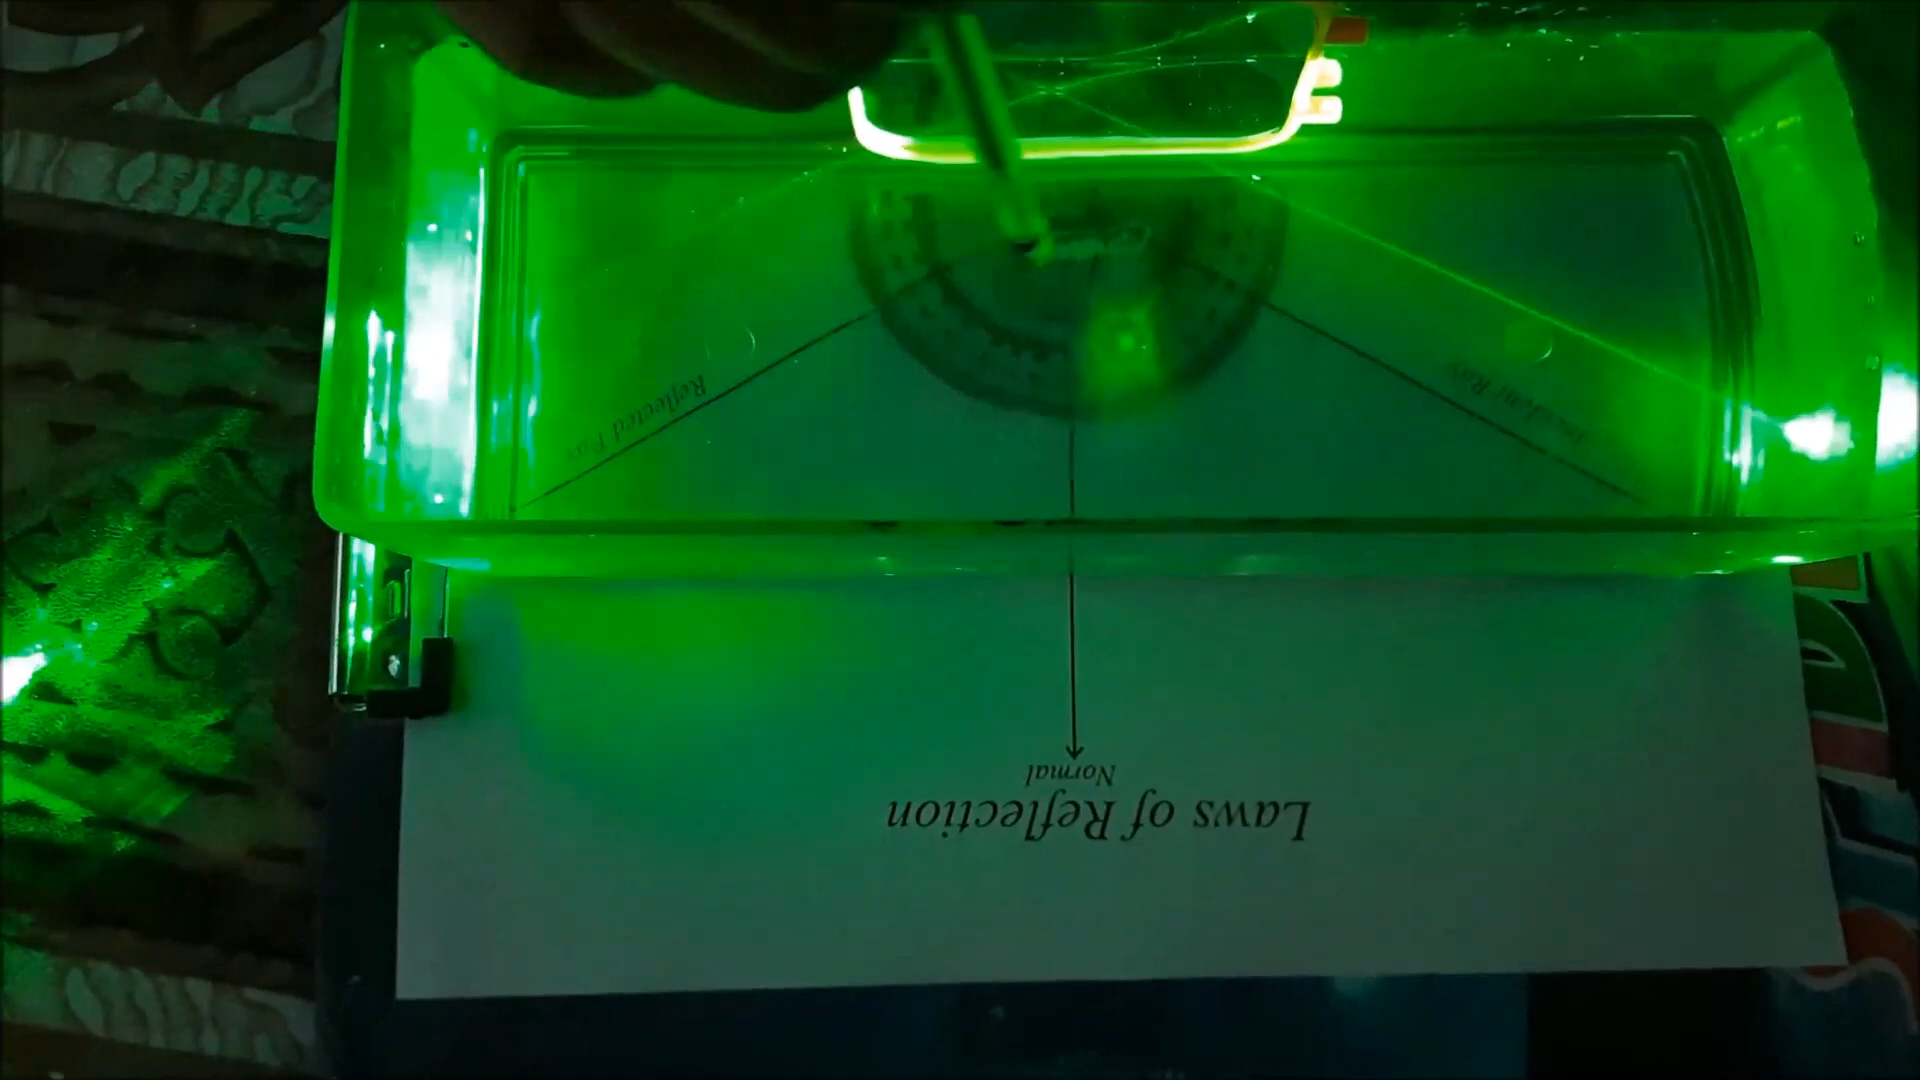 Laws of Reflection
Normal
Incident Ray
Reflected Ray